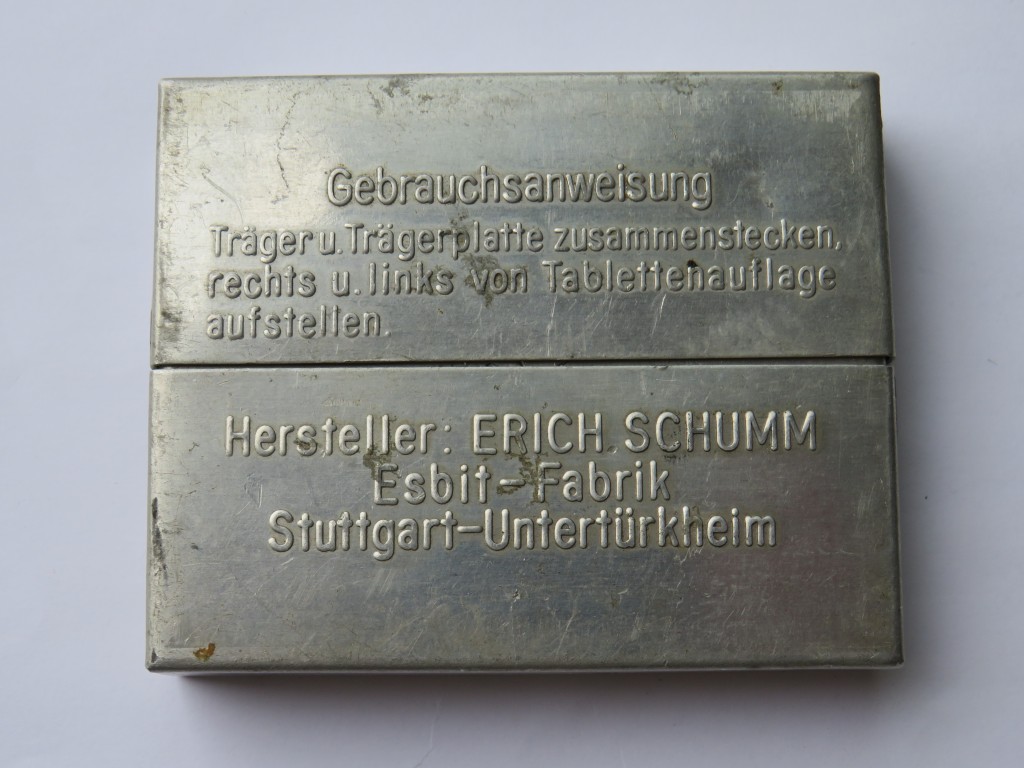 Gebrauchsanweisung
Träger u. Trägerplatte zusammenstecken,
rechts u. links von Tablettenauflage
aufstellen.
Hersteller: ERICH SCHUMM
Esbit-Fabrik
Stuttgart-Untertürkheim